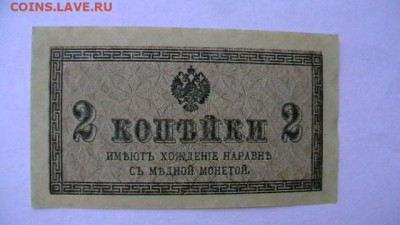 COINS.LAVE.RU
2 КОПѢЙКИ 2
ИМѢЮТЪ ХОЖДЕНІЕ НАРАВНѢ
СЪ МѢДНОЙ МОНЕТОЙ.